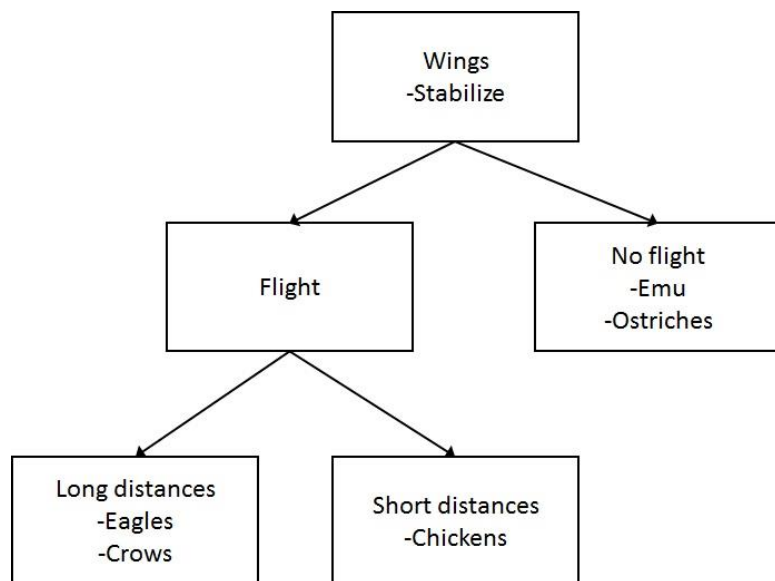 Wings
-Stabilize
Flight
No flight
-Emu
-Ostriches
Long distances
-Eagles
-Crows
Short distances
-Chickens